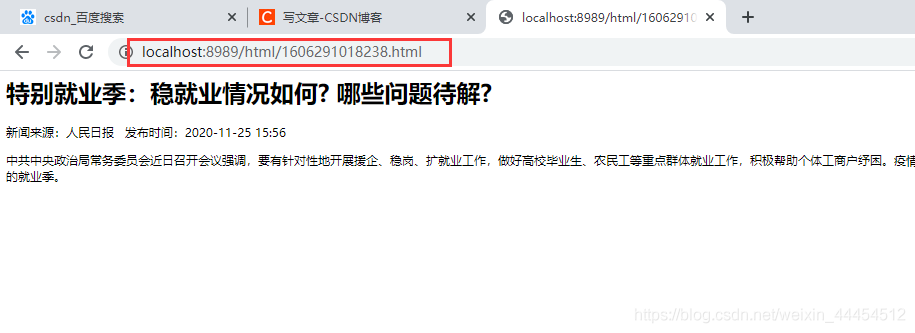 csdn_百度搜索
写文章-CSDN博客
localhost:8989/html/16062910
localhost:8989/html/1606291018238.html
特别就业季：稳就业情况如何? 哪些问题待解?
新闻来源：人民日报 发布时间：2020-11-25 15:56
中共中央政治局常务委员会近日召开会议强调，要有针对性地开展援企、稳岗、扩就业工作，做好高校毕业生、农民工等重点群体就业工作，积极帮助个体工商户纾困。疫情
的就业季。
https://blog.csdn.net/weixin_44454512